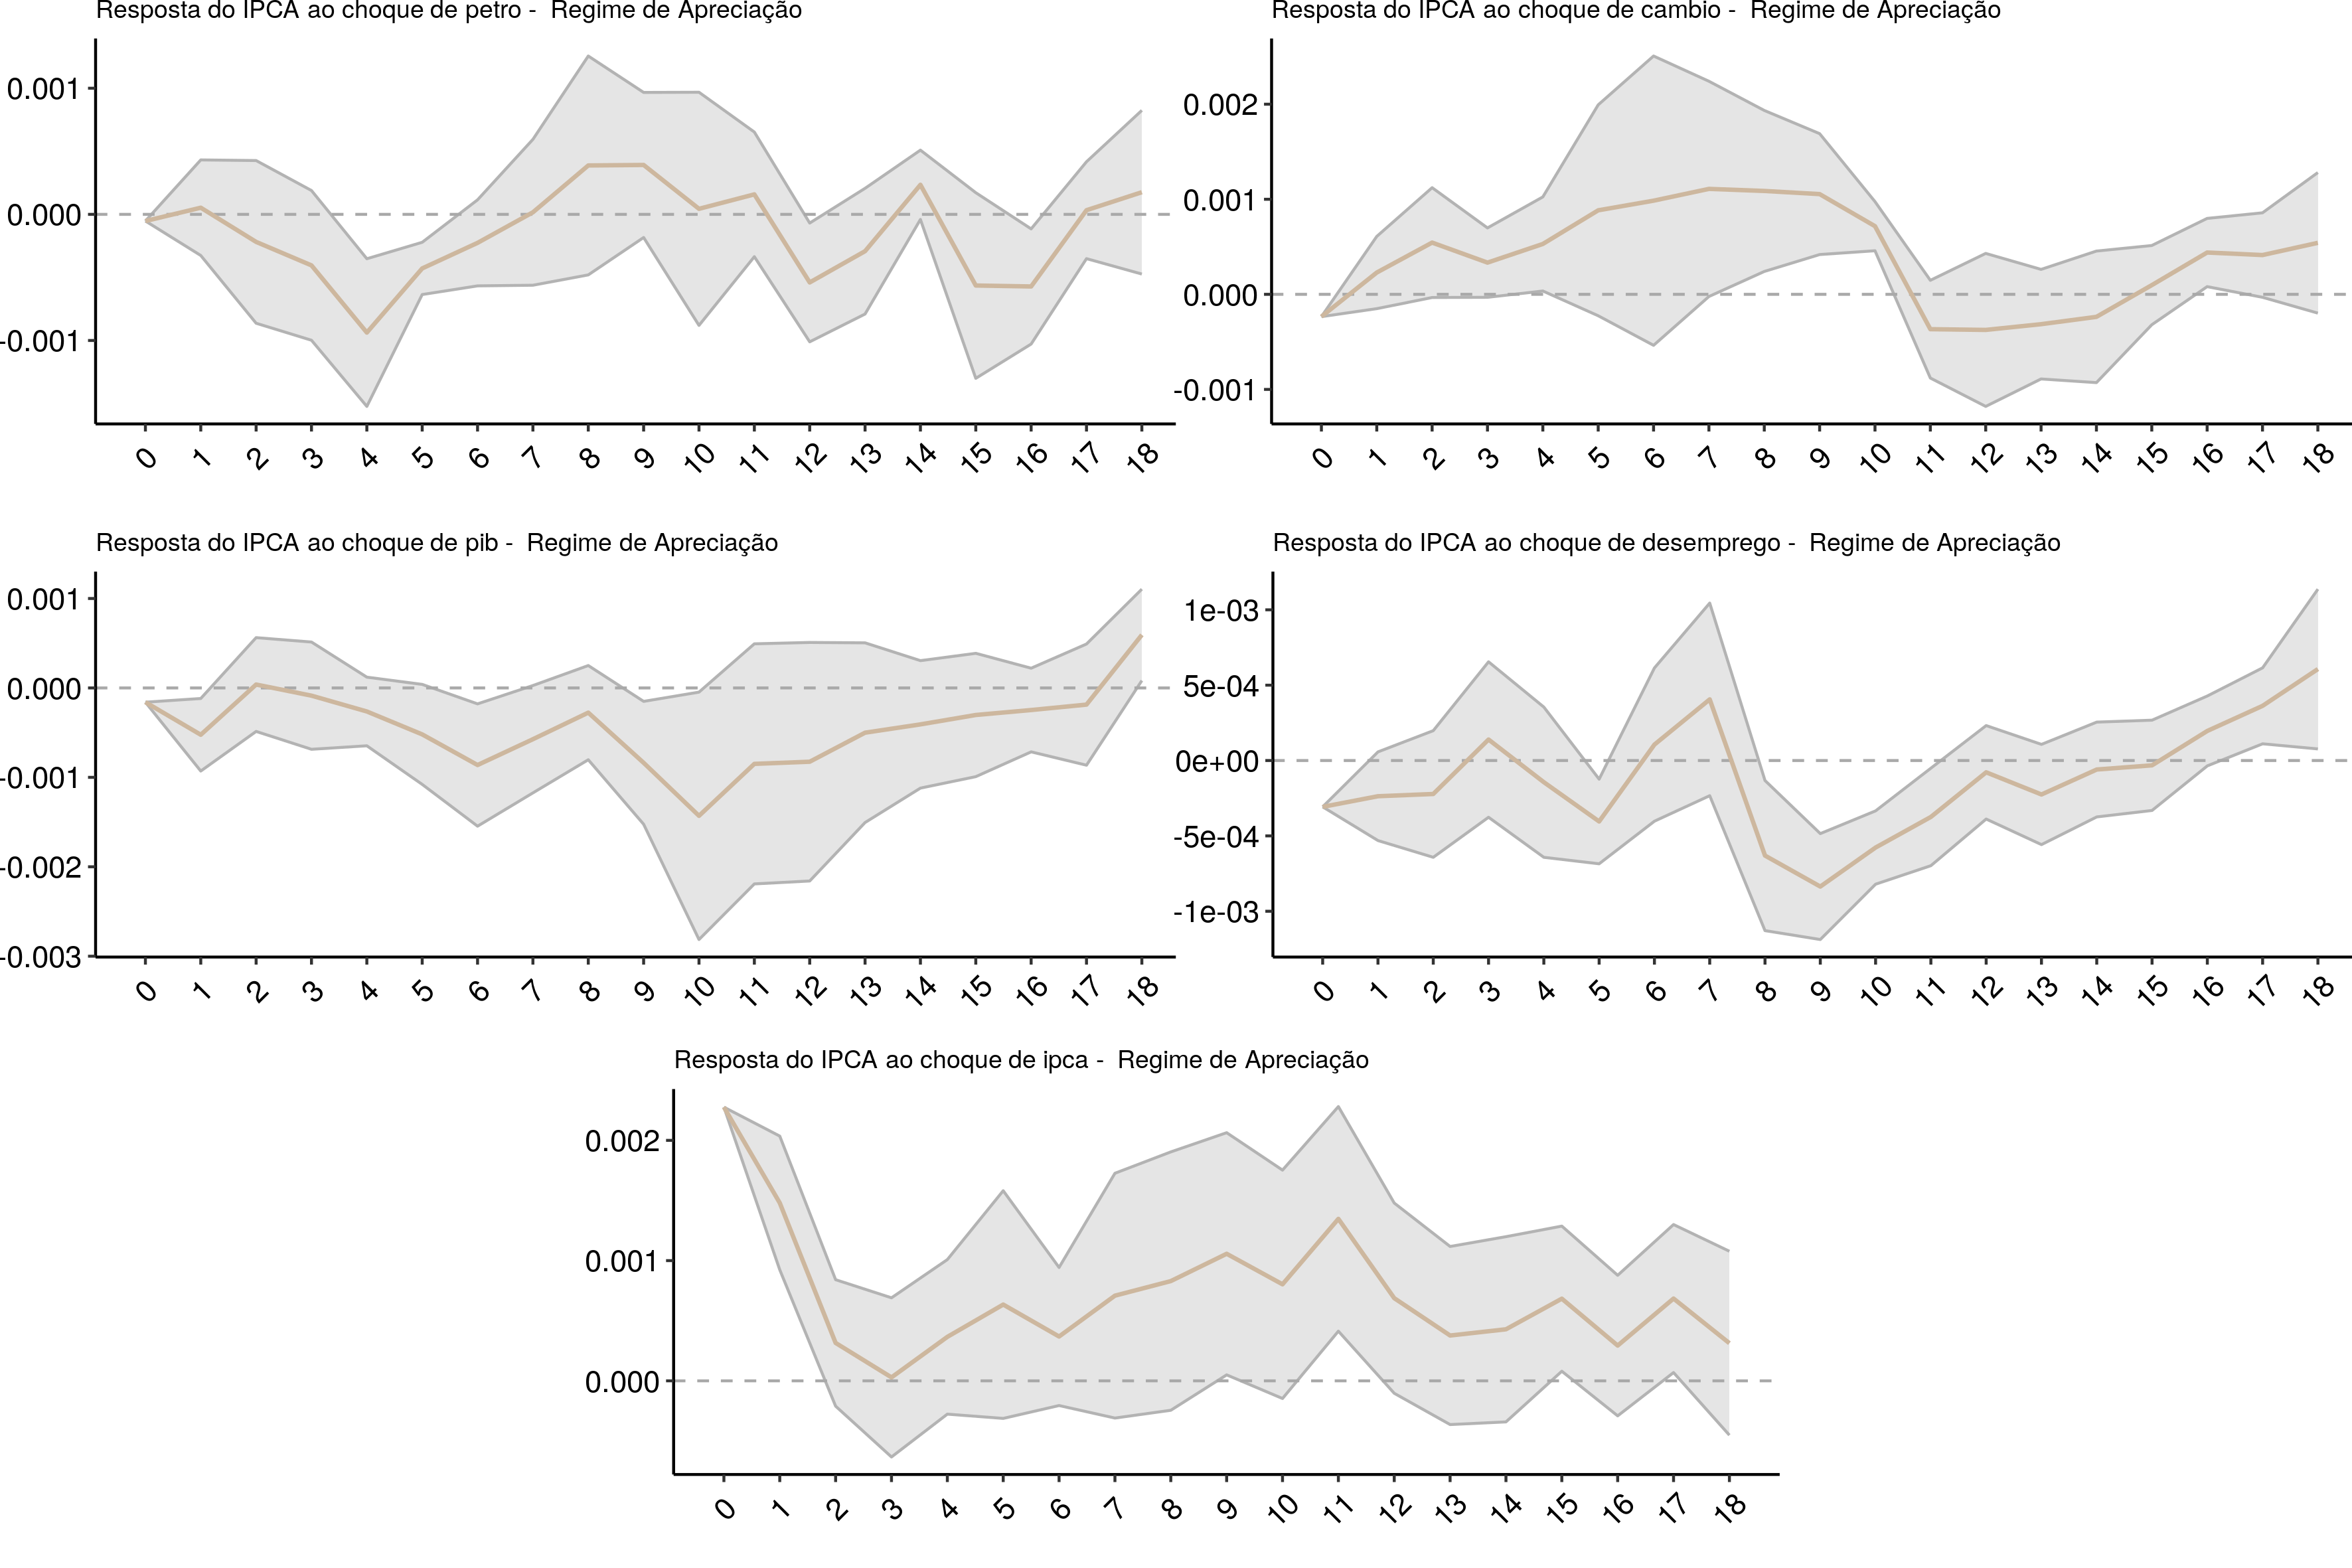 Resposta do IPCA ao choque de petro -  Regime de Apreciação
0.001
0.000
-0.001
0 1 2 3 4 5 6 7 8 9 10 11 12 13 14 15 16 17 18
Resposta do IPCA ao choque de cambio -  Regime de Apreciação
0.002
0.001
0.000
-0.001
0 1 2 3 4 5 6 7 8 9 10 11 12 13 14 15 16 17 18
Resposta do IPCA ao choque de pib -  Regime de Apreciação
0.001
0.000
-0.001
-0.002
-0.003
0 1 2 3 4 5 6 7 8 9 10 11 12 13 14 15 16 17 18
Resposta do IPCA ao choque de desemprego -  Regime de Apreciação
1e-03
5e-04
0e+00
-5e-04
-1e-03
0 1 2 3 4 5 6 7 8 9 10 11 12 13 14 15 16 17 18
Resposta do IPCA ao choque de ipca -  Regime de Apreciação
0.002
0.001
0.000
0 1 2 3 4 5 6 7 8 9 10 11 12 13 14 15 16 17 18